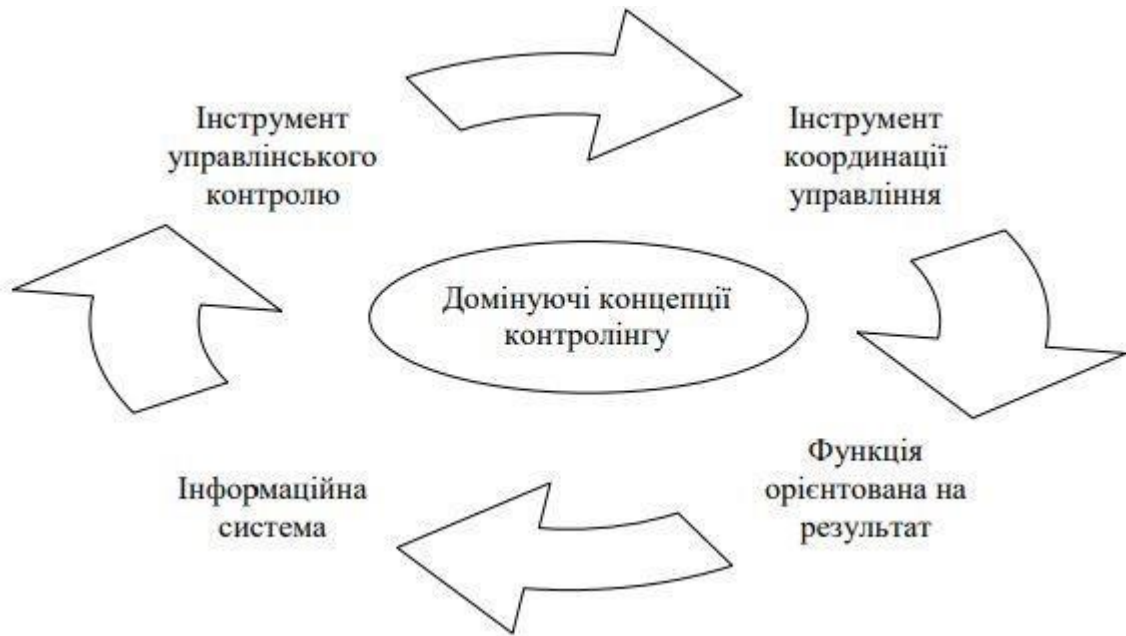 Інструмент
управлінського
контролю
Інструмент
координації
управління
Домінуючі концепції
контролінгу
Інформаційна
система
Функція
орієнтована на
результат